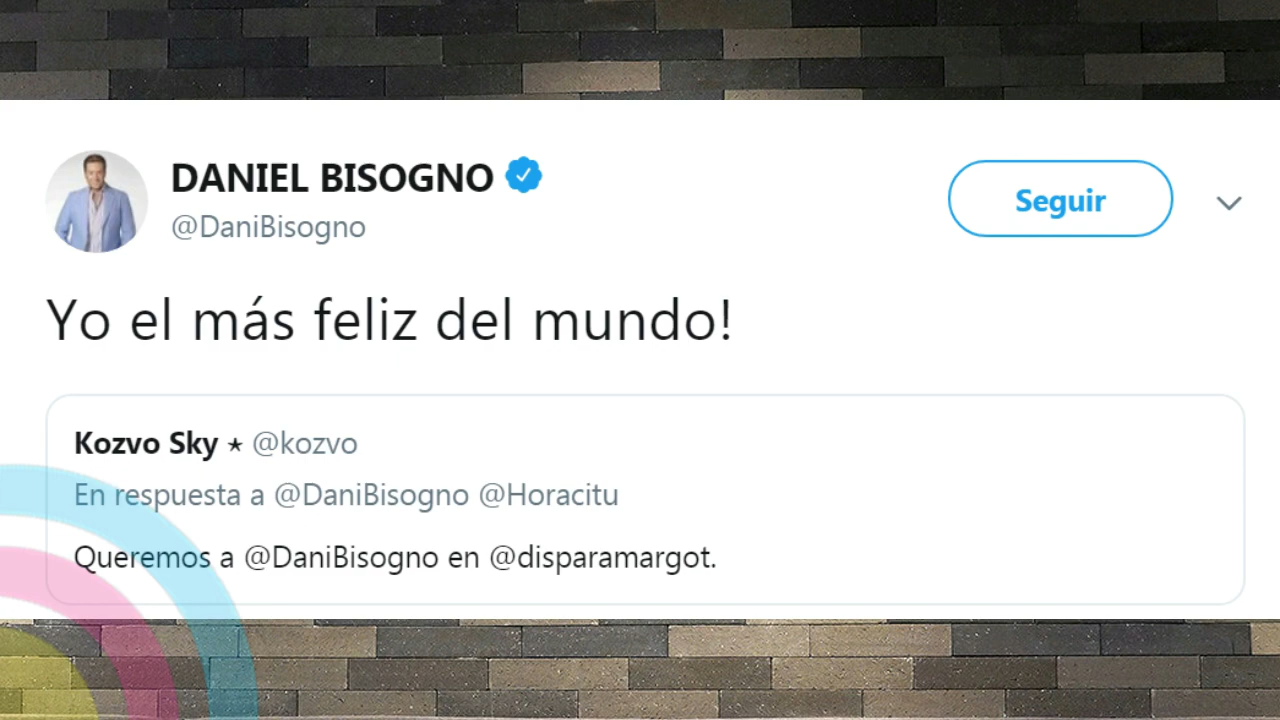 DANIEL BISOGNO
@DaniBisogno
Seguir
Yo el más feliz del mundo!
Kozvo Sky ⋆ @kozvo
En respuesta a @DaniBisogno @Horacitu
Queremos a @DaniBisogno en @disparamargot.